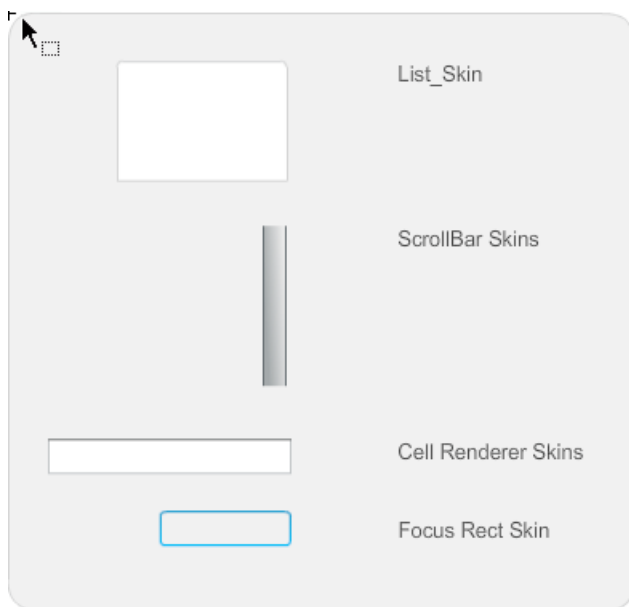 List_Skin
ScrollBar Skins
Cell Renderer Skins
Focus Rect Skin